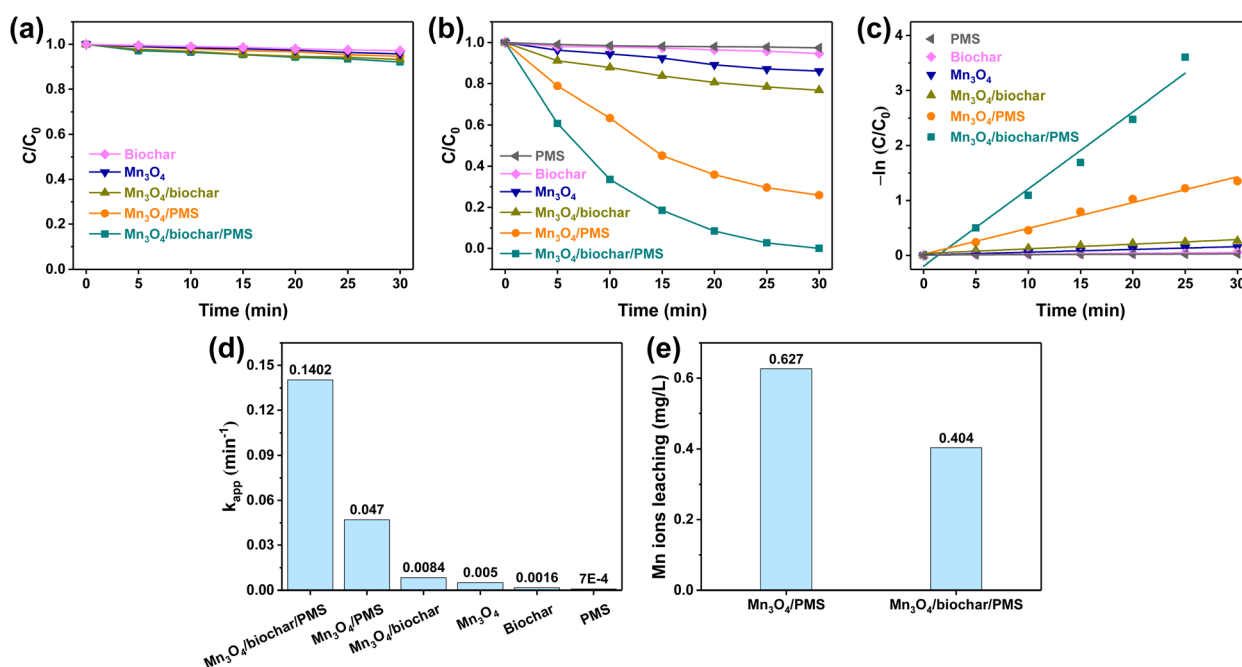 (a)
C/C₀
1.0
0.8
0.6
0.4
0.2
0.0
Biochar
Mn₃O₄
Mn₃O₄/biochar
Mn₃O₄/PMS
Mn₃O₄/biochar/PMS
0 5 10 15 20 25 30
Time (min)
(b)
C/C₀
1.0
0.8
0.6
0.4
0.2
0.0
PMS
Biochar
Mn₃O₄
Mn₃O₄/biochar
Mn₃O₄/PMS
Mn₃O₄/biochar/PMS
0 5 10 15 20 25 30
Time (min)
(c)
−ln (C/C₀)
4
3
2
1
0
PMS
Biochar
Mn₃O₄
Mn₃O₄/biochar
Mn₃O₄/PMS
Mn₃O₄/biochar/PMS
0 5 10 15 20 25 30
Time (min)
(d)
kapp (min⁻¹)
0.15
0.12
0.09
0.06
0.03
0.00
0.1402
0.047
0.0084
0.005
0.0016
7E-4
Mn₃O₄/biochar/PMS
Mn₃O₄/PMS
Mn₃O₄/biochar
Mn₃O₄
Biochar
PMS
(e)
Mn ions leaching (mg/L)
0.6
0.4
0.2
0.0
0.627
0.404
Mn₃O₄/PMS
Mn₃O₄/biochar/PMS